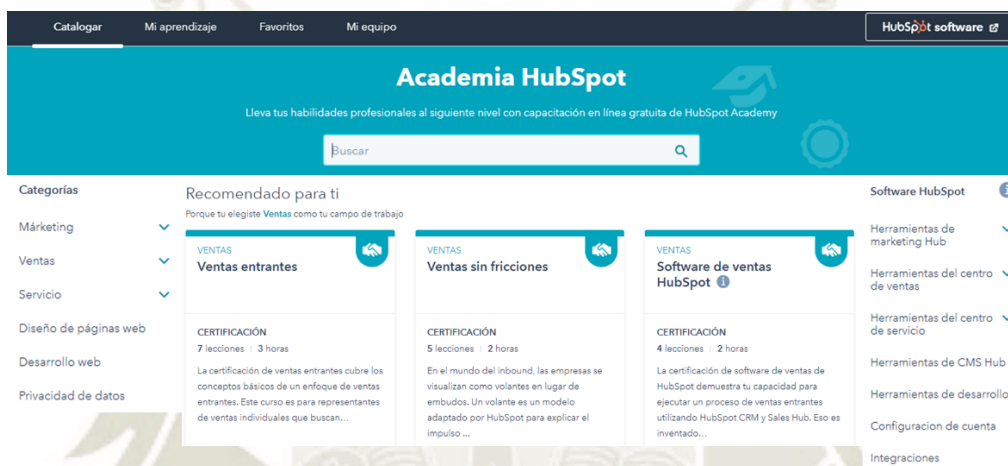 Catalogar
Mi aprendizaje
Favoritos
Mi equipo
HubSpot software
Academia HubSpot
Lleva tus habilidades profesionales al siguiente nivel con capacitación en línea gratuita de HubSpot Academy
Buscar
Categorías
Márketing
Ventas
Servicio
Diseño de páginas web
Desarrollo web
Privacidad de datos
Recomendado para ti
Porque tu elegiste Ventas como tu campo de trabajo
VENTAS
Ventas entrantes
CERTIFICACIÓN
7 lecciones | 3 horas
La certificación de ventas entrantes cubre los
conceptos básicos de un enfoque de ventas
entrantes. Este curso es para representantes
de ventas individuales que buscan...
VENTAS
Ventas sin fricciones
CERTIFICACIÓN
5 lecciones | 2 horas
En el mundo del inbound, las empresas se
visualizan como volantes en lugar de
embudos. Un volante es un modelo
adaptado por HubSpot para explicar el
impulso ...
VENTAS
Software de ventas
HubSpot
CERTIFICACIÓN
4 lecciones | 2 horas
La certificación de software de ventas de
HubSpot demuestra tu capacidad para
ejecutar un proceso de ventas entrantes
utilizando HubSpot CRM y Sales Hub. Eso es
inventado...
Software HubSpot
Herramientas de
marketing Hub
Herramientas del centro
de ventas
Herramientas del centro
de servicio
Herramientas de CMS Hub
Herramientas de desarrollo
Configuracion de cuenta
Integraciones